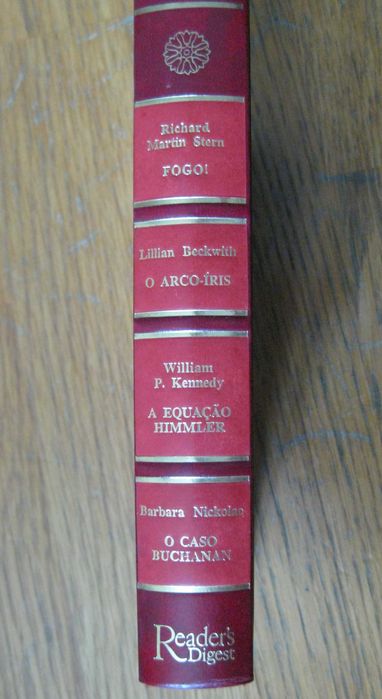 Richard
Martin Stern
FOGO!
Lillian Beckwith
O ARCO-ÍRIS
William
P. Kennedy
A EQUAÇÃO
HIMMLER
Barbara Nickolae
O CASO
BUCHANAN
Reader's
Digest